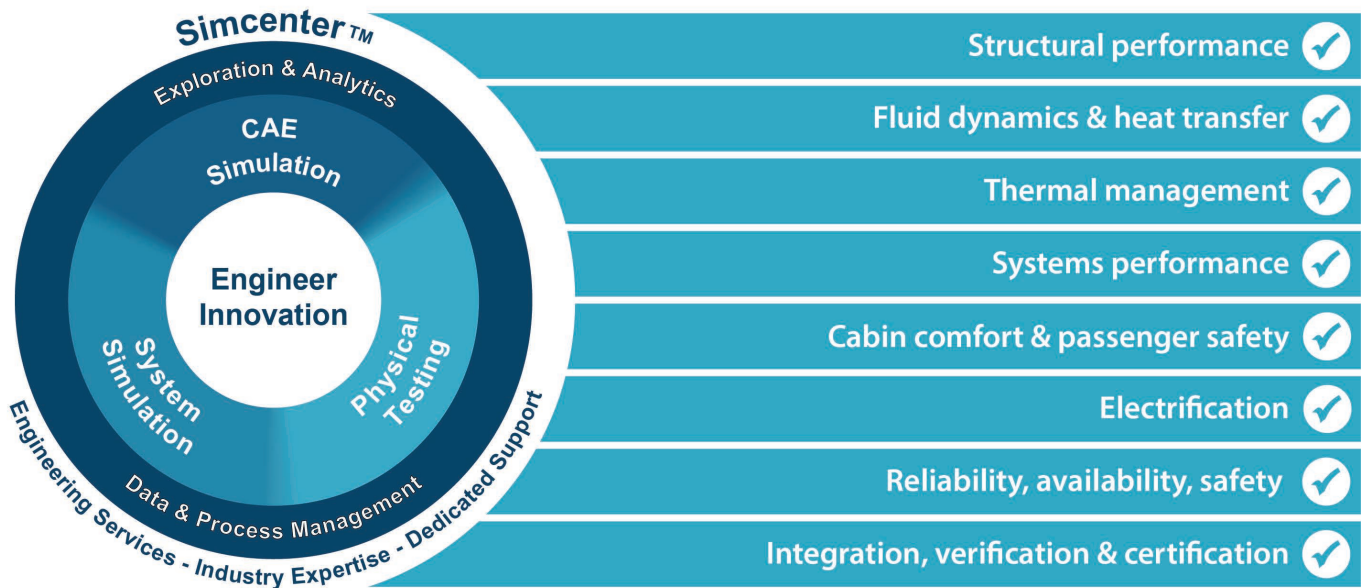 Simcenter™
Exploration & Analytics
CAE
Simulation
Engineer
Innovation
System
Simulation
Physical
Testing
Data & Process Management
Engineering Services - Industry Expertise - Dedicated Support
Structural performance
Fluid dynamics & heat transfer
Thermal management
Systems performance
Cabin comfort & passenger safety
Electrification
Reliability, availability, safety
Integration, verification & certification